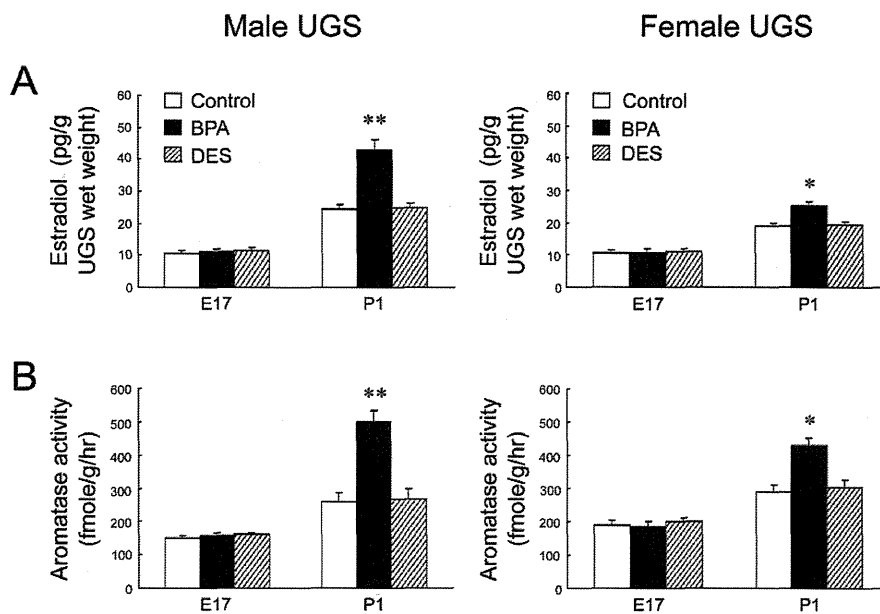 Male UGS
Female UGS
A
Estradiol (pg/g
UGS wet weight)
60
50
40
30
20
10
0
Control
BPA
DES
**
E17
P1
Estradiol (pg/g
UGS wet weight)
60
50
40
30
20
10
0
Control
BPA
DES
*
E17
P1
B
Aromatase activity
(fmole/g/hr)
600
500
400
300
200
100
0
**
E17
P1
Aromatase activity
(fmole/g/hr)
600
500
400
300
200
100
0
*
E17
P1